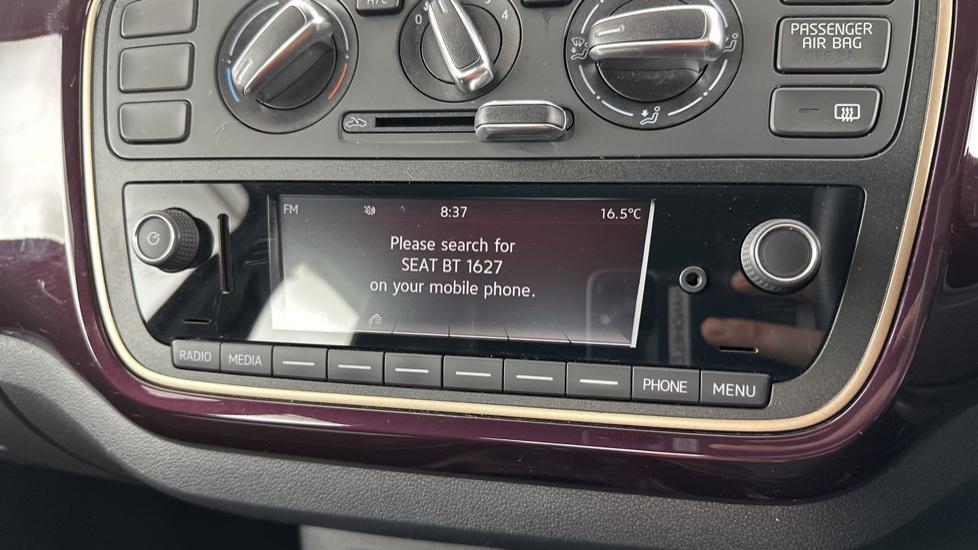 A/C
4
PASSENGER
AIR BAG
FM 8:37 16.5°C
Please search for
SEAT BT 1627
on your mobile phone.
RADIO MEDIA PHONE MENU